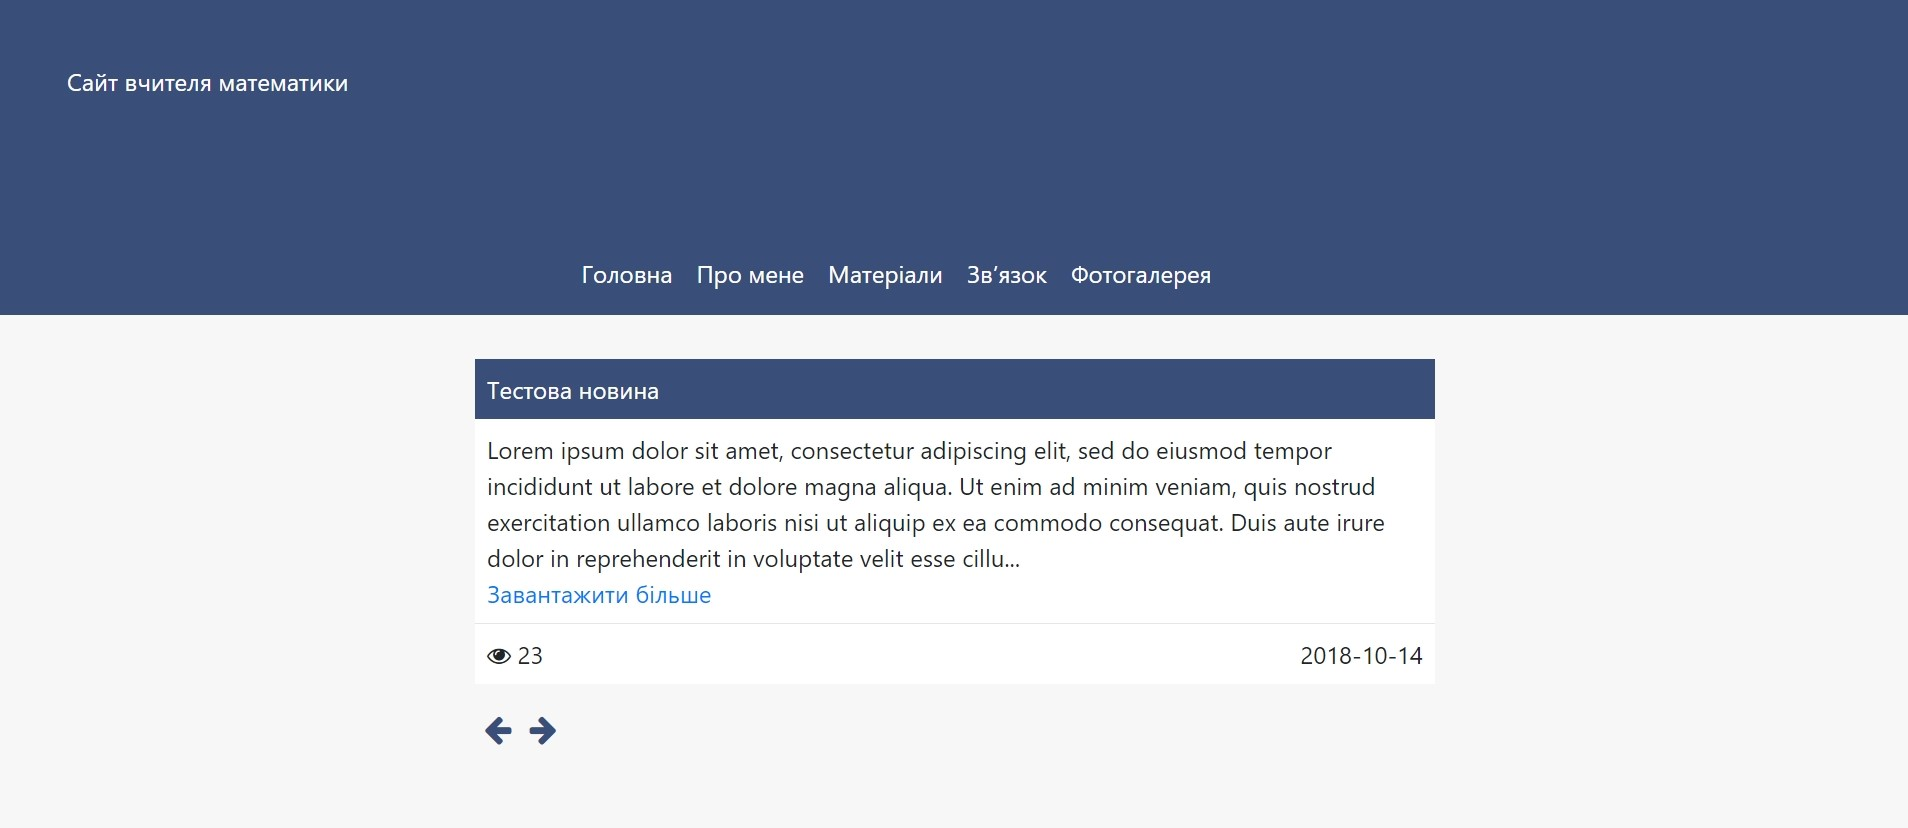 Сайт вчителя математики
Головна Про мене Матеріали Зв’язок Фотогалерея
Тестова новина
Lorem ipsum dolor sit amet, consectetur adipiscing elit, sed do eiusmod tempor
incididunt ut labore et dolore magna aliqua. Ut enim ad minim veniam, quis nostrud
exercitation ullamco laboris nisi ut aliquip ex ea commodo consequat. Duis aute irure
dolor in reprehenderit in voluptate velit esse cillu...
Завантажити більше
23 2018-10-14